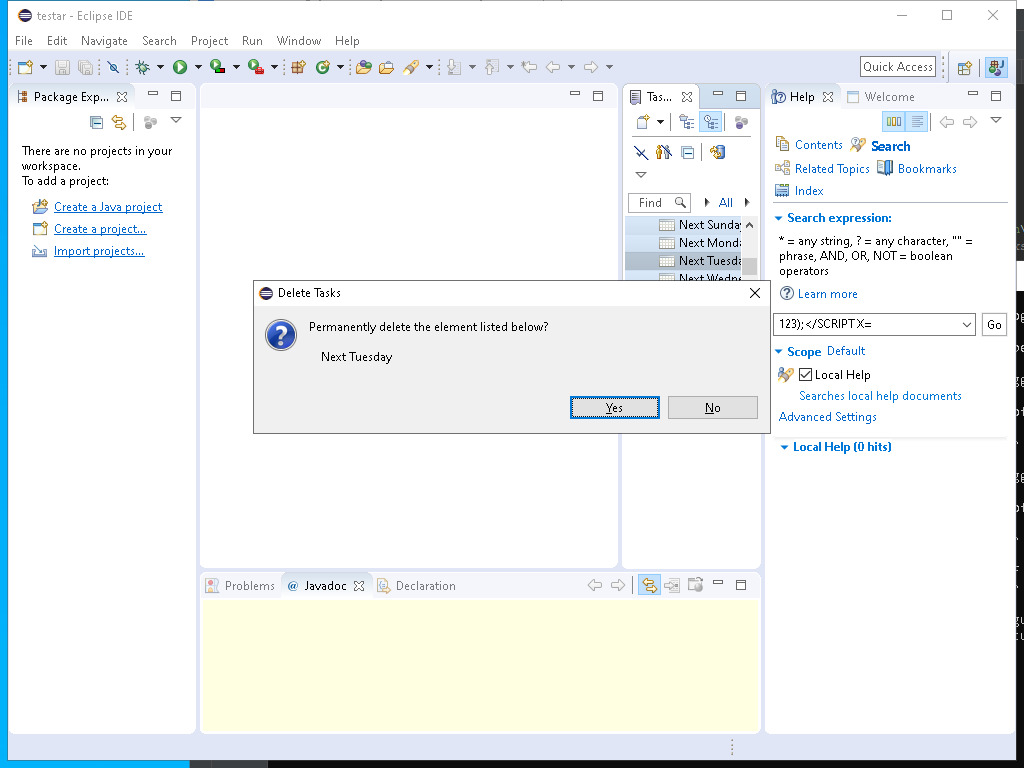 testar - Eclipse IDE
File Edit Navigate Search Project Run Window Help
Quick Access
Package Exp...
There are no projects in your
workspace.
To add a project:
Create a Java project
Create a project...
Import projects...
Tas...
Find
All
Next Sunday
Next Monda
Next Tuesda
Next Wedne
Delete Tasks
Permanently delete the element listed below?
Next Tuesday
Yes
No
Help
Welcome
Contents
Search
Related Topics
Bookmarks
Index
Search expression:
* = any string, ? = any character, "" =
phrase, AND, OR, NOT = boolean
operators
Learn more
123);</SCRIPTX=
Go
Scope Default
Local Help
Searches local help documents
Advanced Settings
Local Help (0 hits)
Problems
@ Javadoc
Declaration